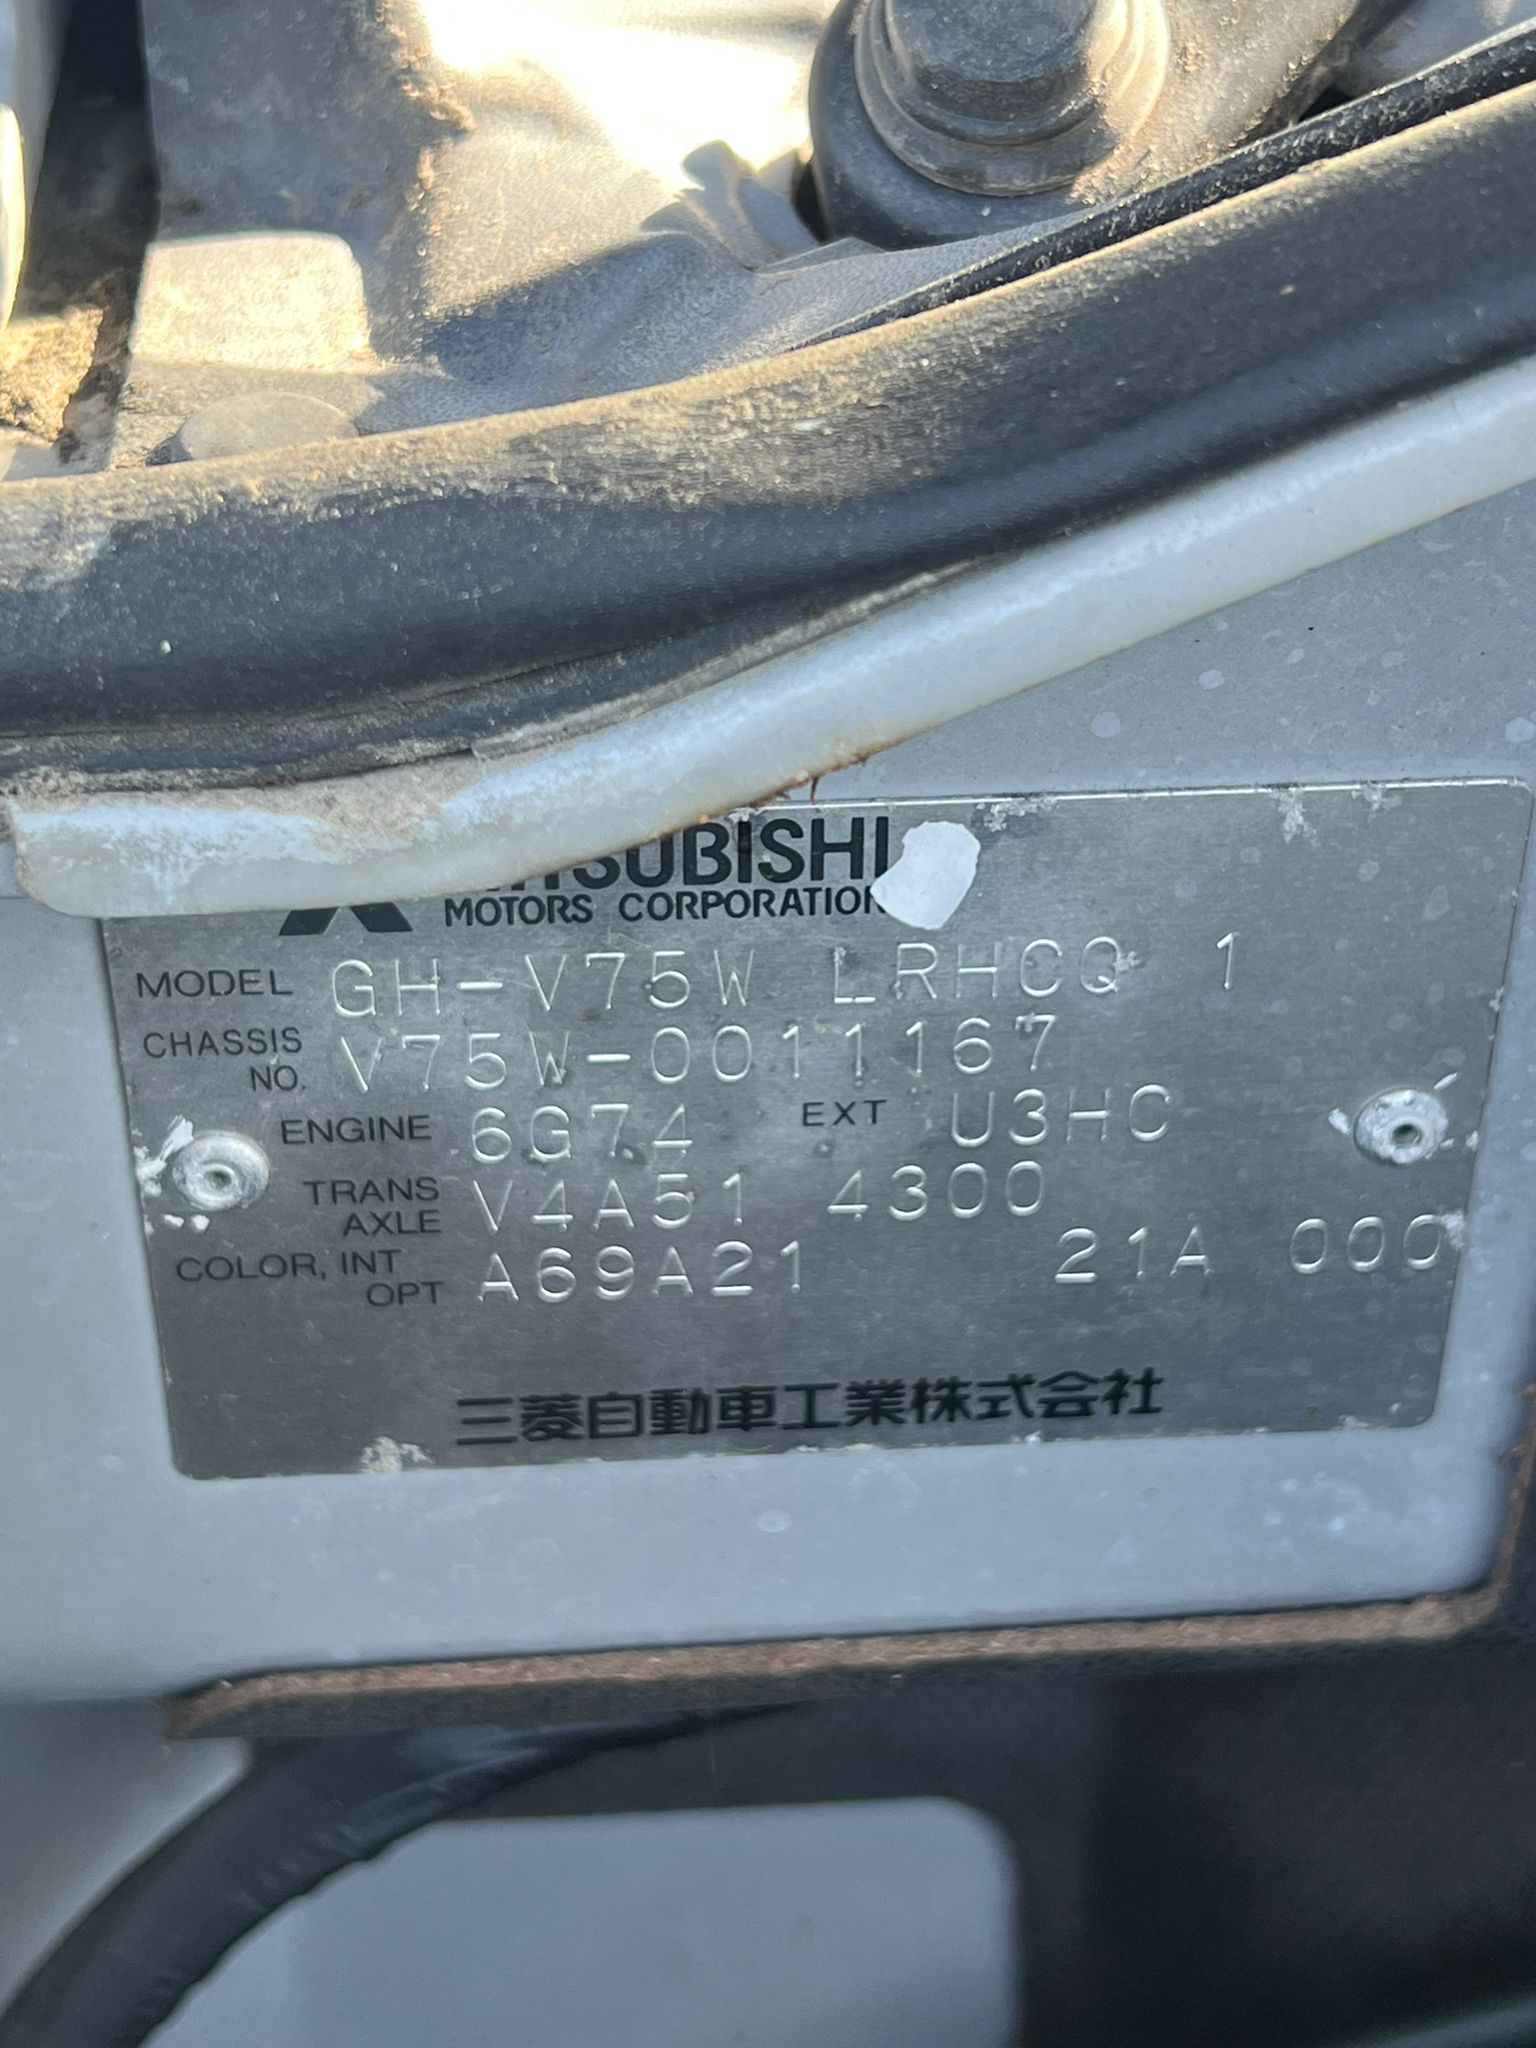 MITSUBISHI
MOTORS CORPORATION
MODEL GH-V75W LRHCQ 1
CHASSIS NO. V75W-0011167
ENGINE 6G74 EXT U3HC
TRANS AXLE V4A51 4300
COLOR, INT OPT A69A21 21A 000
三菱自動車工業株式会社